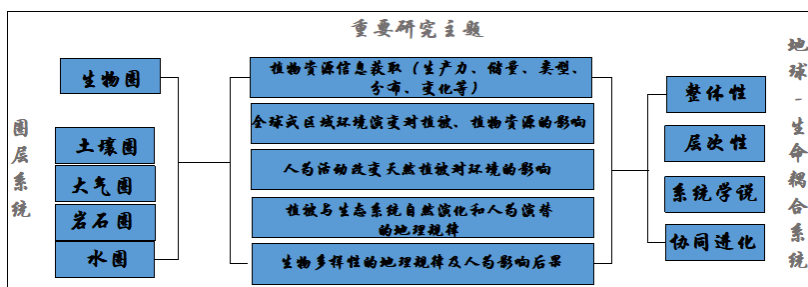 重要研究主题
圈层系统
生物圈
土壤圈
大气圈
岩石圈
水圈
植物资源信息获取（生产力、储量、类型、
分布、变化等）
全球或区域环境演变对植被、植物资源的影响
人为活动改变天然植被对环境的影响
植被与生态系统自然演化和人为演替
的地理规律
生物多样性的地理规律及人为影响后果
整体性
层次性
系统学说
协同进化
地球-生命耦合系统